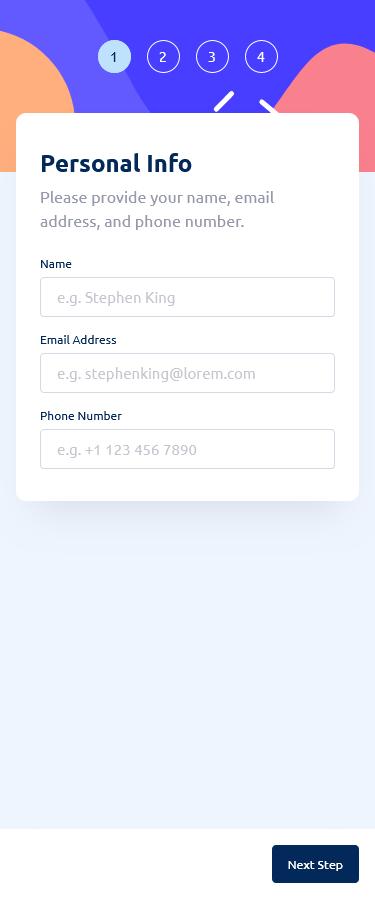 1 2 3 4
Personal Info
Please provide your name, email
address, and phone number.
Name
e.g. Stephen King
Email Address
e.g. stephenking@lorem.com
Phone Number
e.g. +1 123 456 7890
Next Step